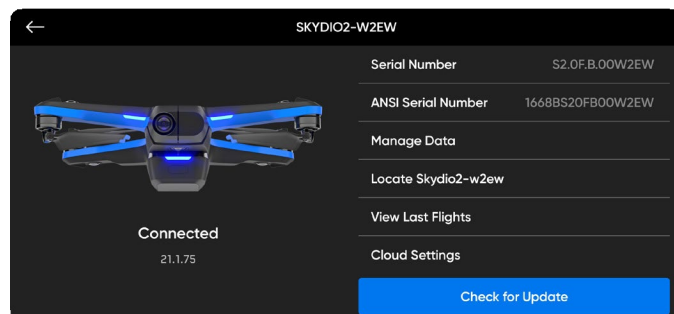 SKYDIO2-W2EW
Serial Number S2.0F.B.00W2EW
ANSI Serial Number 1668BS20FB00W2EW
Manage Data
Locate Skydio2-w2ew
View Last Flights
Connected
Cloud Settings
21.1.75
Check for Update